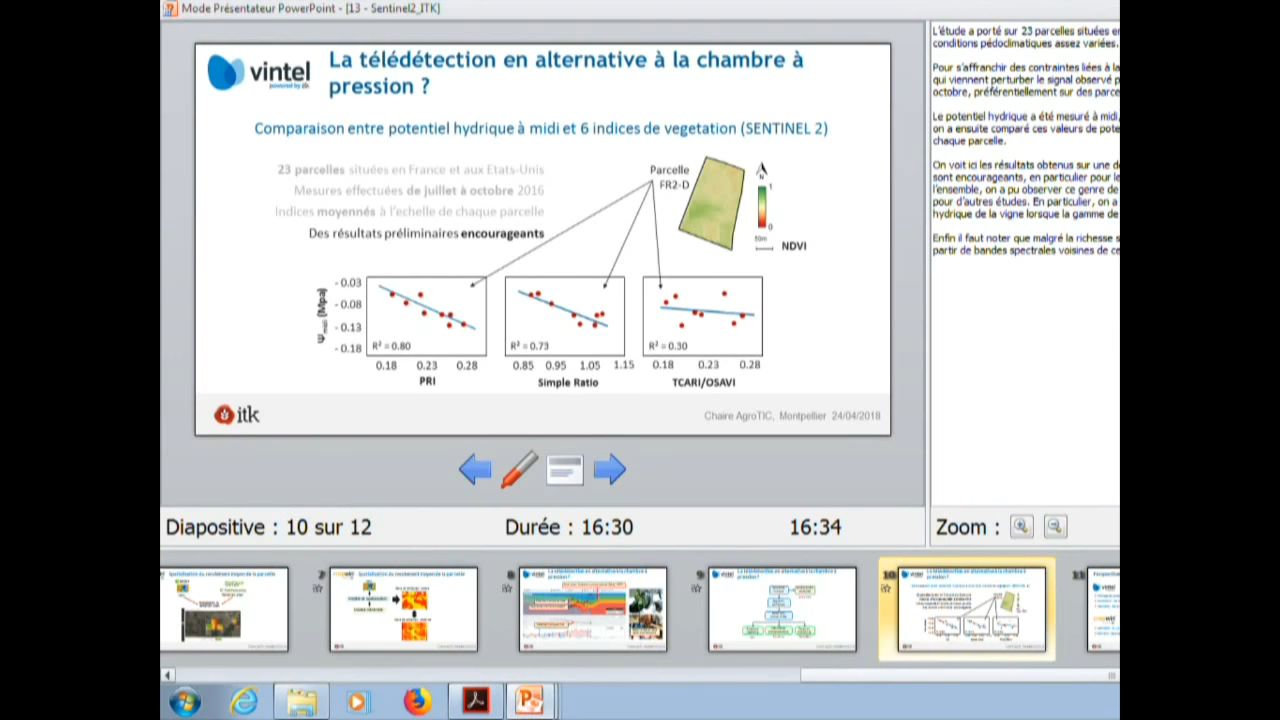 Mode Présentateur PowerPoint - [13 - Sentinel2_ITK]
vintel
powered by itk
La télédétection en alternative à la chambre à
pression ?
Comparaison entre potentiel hydrique à midi et 6 indices de vegetation (SENTINEL 2)
23 parcelles situées en France et aux Etats-Unis
Mesures effectuées de juillet à octobre 2016
Indices moyennés à l'echelle de chaque parcelle
Des résultats préliminaires encourageants
Parcelle
FR2-D
N
1
0
50m
NDVI
Ψmidi (Mpa)
- 0.03
- 0.08
- 0.13
- 0.18
R² = 0.80
R² = 0.73
R² = 0.30
0.18 0.23 0.28
0.85 0.95 1.05 1.15
0.18 0.23 0.28
PRI
Simple Ratio
TCARI/OSAVI
itk
Chaire AgroTIC, Montpellier 24/04/2018
L'étude a porté sur 23 parcelles situées en
conditions pédoclimatiques assez variées.
Pour s'affranchir des contraintes liées à la
qui viennent perturber le signal observé p
octobre, préférentiellement sur des parce
Le potentiel hydrique a été mesuré à midi,
on a ensuite comparé ces valeurs de pote
chaque parcelle.
On voit ici les résultats obtenus sur une d
sont encourageants, en particulier pour le
l'ensemble, on a pu observer ce genre de
pour d'autres études. En particulier, on a
hydrique de la vigne lorsque la gamme de
Enfin il faut noter que malgré la richesse s
partir de bandes spectrales voisines de ce
Diapositive : 10 sur 12
Durée : 16:30
16:34
Zoom :
7
8
9
10
11